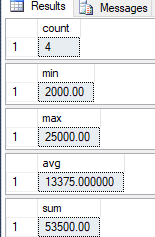 Results Messages
count
1 4
min
1 2000.00
max
1 25000.00
avg
1 13375.000000
sum
1 53500.00